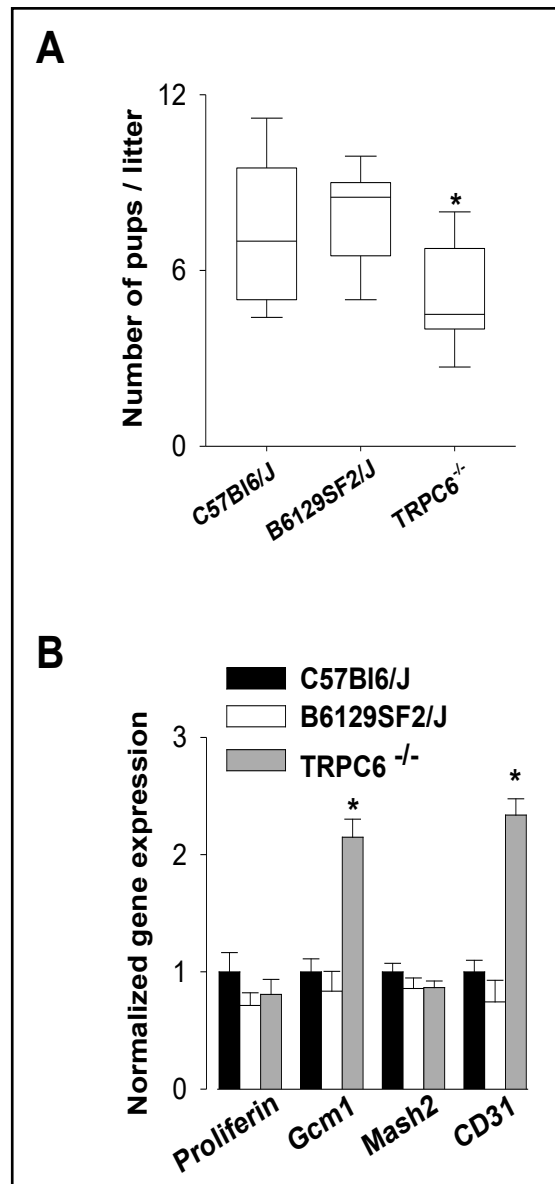 A
Number of pups / litter
12
6
0
*
C57Bl6/J
B6129SF2/J
TRPC6-/-
B
C57Bl6/J
B6129SF2/J
TRPC6 -/-
Normalized gene expression
3
2
1
0
*
*
Proliferin
Gcm1
Mash2
CD31